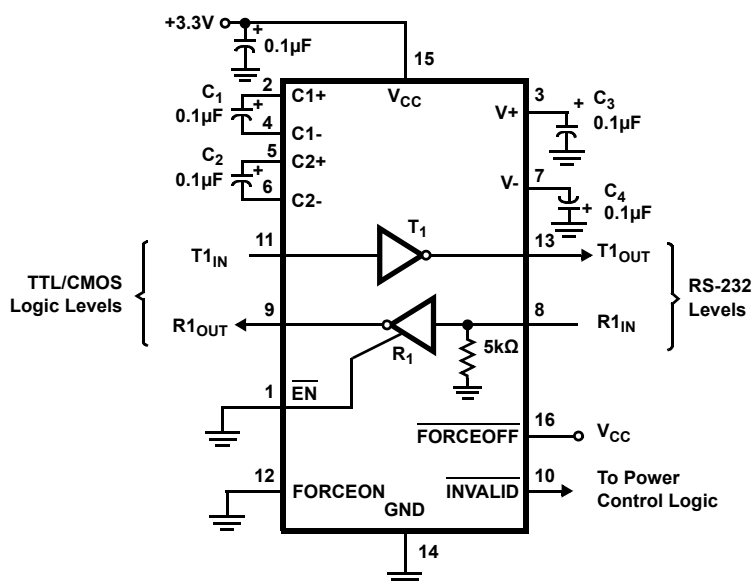 +3.3V
+
0.1µF
15
2
C1+
VCC
3
C1
0.1µF
+
V+
+
C3
0.1µF
4
C1-
5
C2+
C2
0.1µF
+
7
V-
6
C2-
C4
+
0.1µF
T1
11
13
T1IN
T1OUT
TTL/CMOS
Logic Levels
RS-232
Levels
9
8
R1OUT
R1IN
R1
5kΩ
1
EN
16
FORCEOFF
VCC
12
10
FORCEON
INVALID
To Power
Control Logic
GND
14